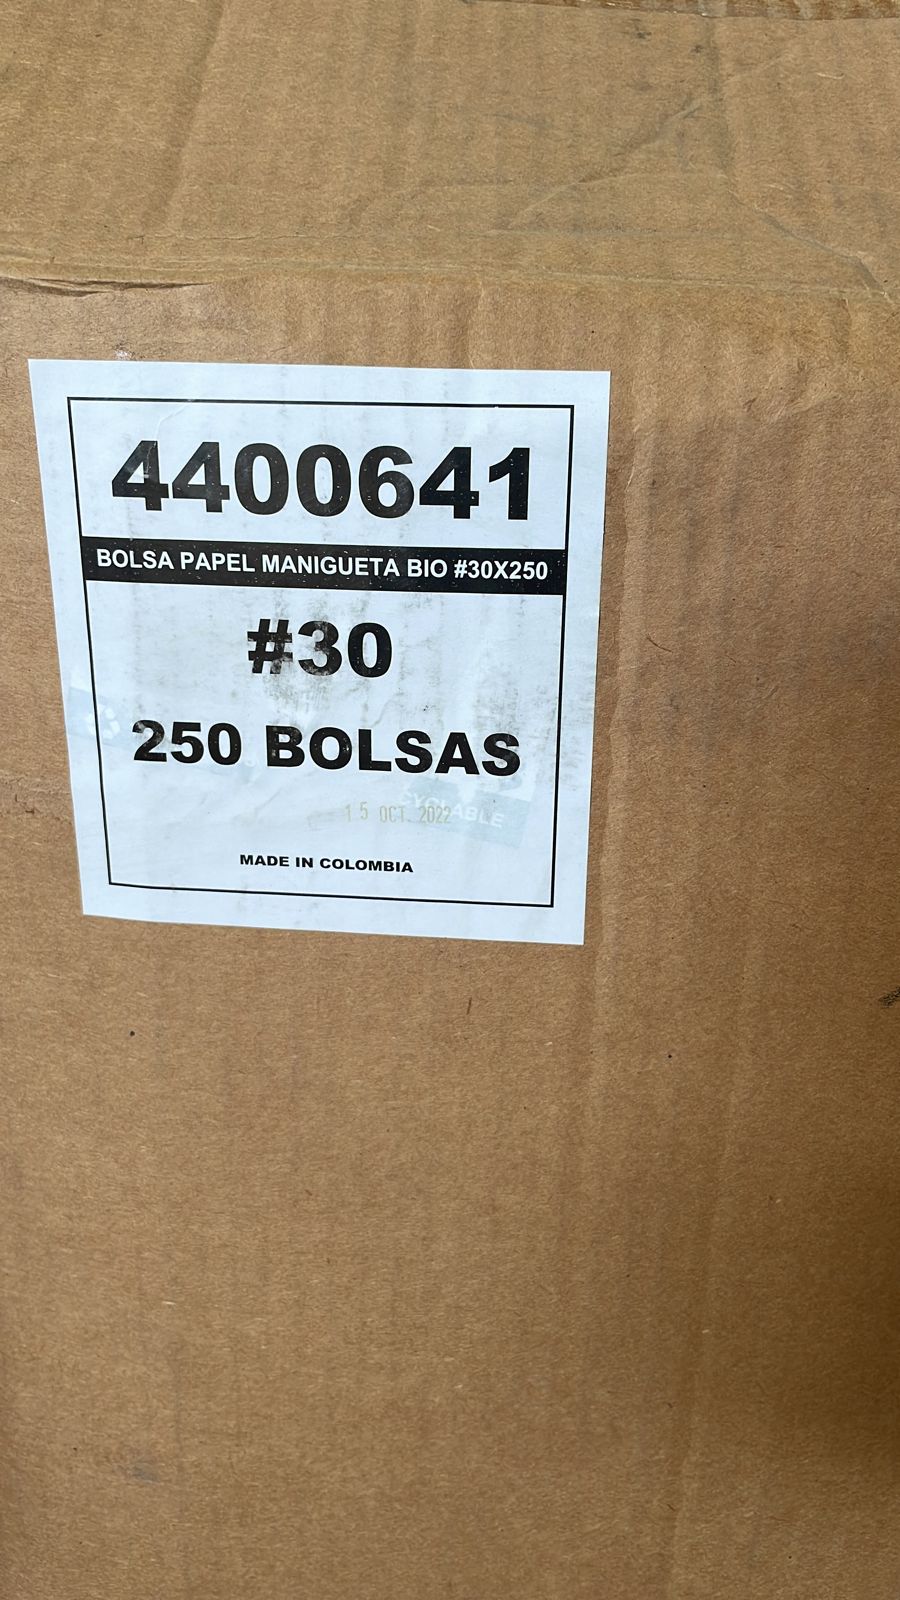 4400641
BOLSA PAPEL MANIGUETA BIO #30X250
#30
250 BOLSAS
15 OCT. 2022
MADE IN COLOMBIA